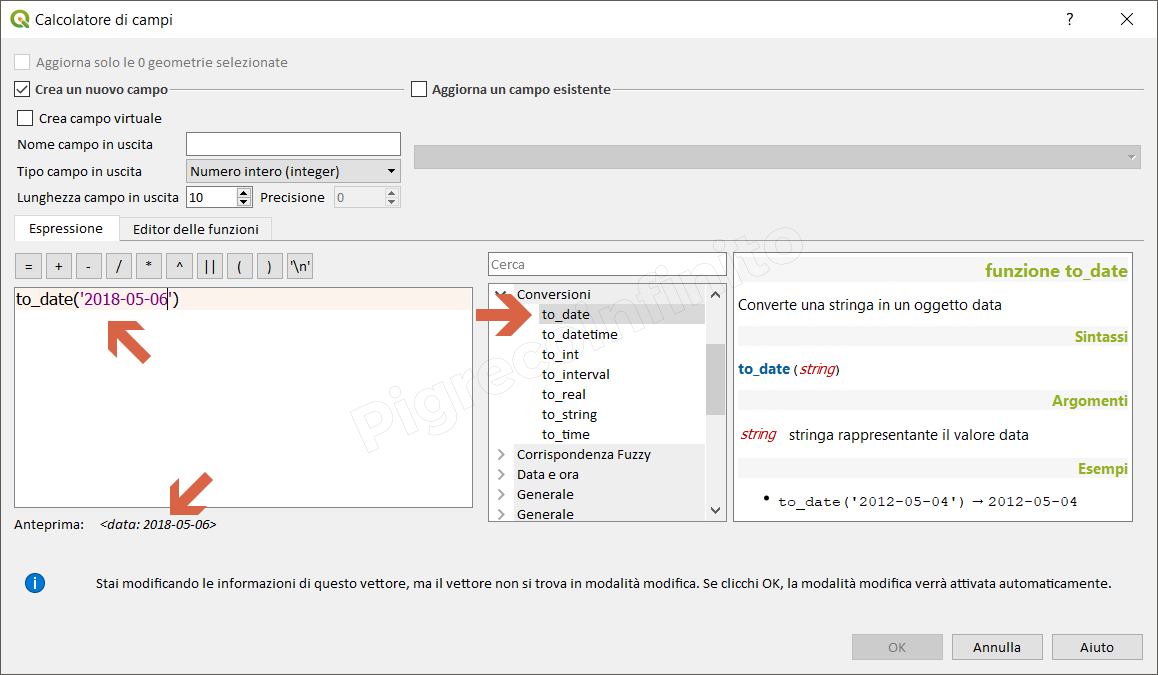 Calcolatore di campi
?
Aggiorna solo le 0 geometrie selezionate
Crea un nuovo campo
Aggiorna un campo esistente
Crea campo virtuale
Nome campo in uscita
Tipo campo in uscita
Numero intero (integer)
Lunghezza campo in uscita
10
Precisione
0
Espressione
Editor delle funzioni
= + - / * ^ || ( ) '\n'
to_date('2018-05-06')
Anteprima: <data: 2018-05-06>
Cerca
Conversioni
to_date
to_datetime
to_int
to_interval
to_real
to_string
to_time
Corrispondenza Fuzzy
Data e ora
Generale
Generale
funzione to_date
Converte una stringa in un oggetto data
Sintassi
to_date (string)
Argomenti
string stringa rappresentante il valore data
Esempi
• to_date('2012-05-04') → 2012-05-04
Pigrecoinfinito
i
Stai modificando le informazioni di questo vettore, ma il vettore non si trova in modalità modifica. Se clicchi OK, la modalità modifica verrà attivata automaticamente.
OK
Annulla
Aiuto